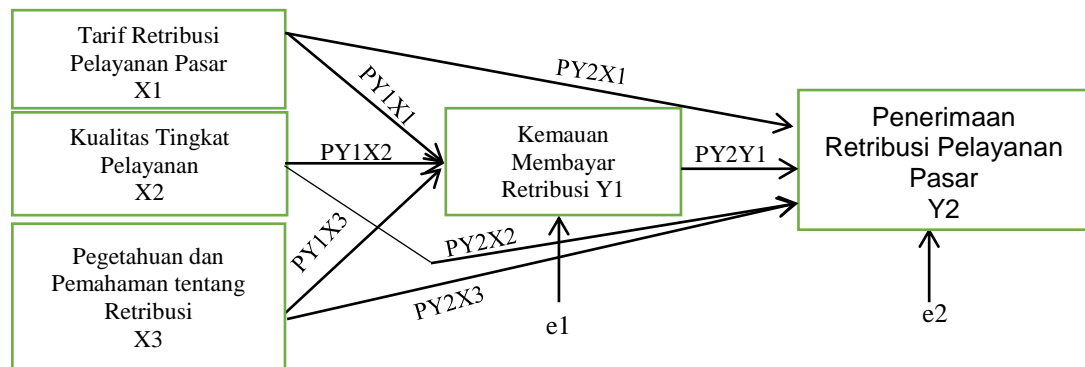 Tarif Retribusi
Pelayanan Pasar
X1
Kualitas Tingkat
Pelayanan
X2
Pegetahuan dan
Pemahaman tentang
Retribusi
X3
PY1X1
PY1X2
PY1X3
PY2X1
Kemauan
Membayar
Retribusi Y1
PY2Y1
PY2X2
PY2X3
Penerimaan
Retribusi Pelayanan
Pasar
Y2
e1
e2